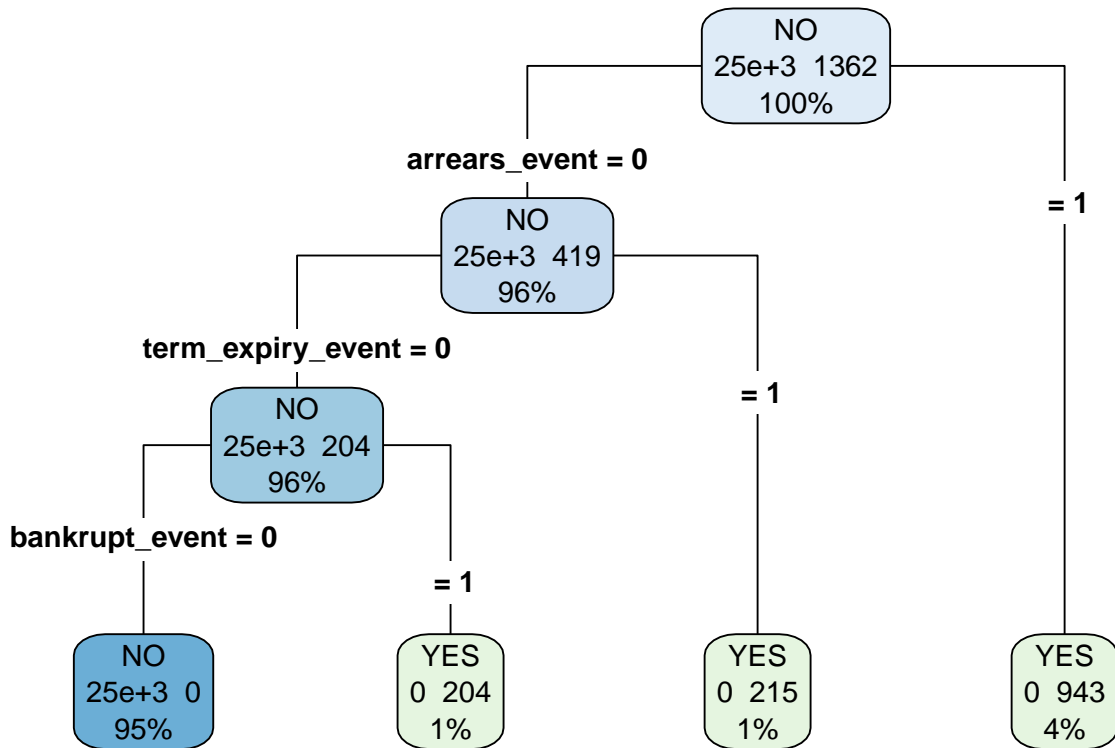 NO
25e+3 1362
100%
arrears_event = 0
= 1
NO
25e+3 419
96%
term_expiry_event = 0
= 1
NO
25e+3 204
96%
bankrupt_event = 0
= 1
NO
25e+3 0
95%
YES
0 204
1%
YES
0 215
1%
YES
0 943
4%